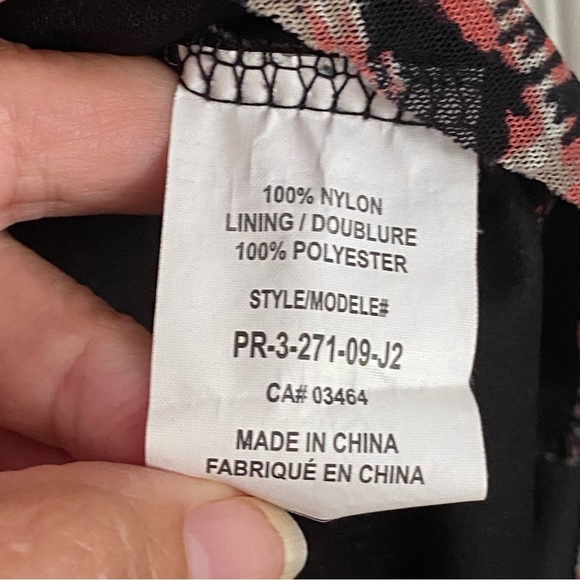 100% NYLON
LINING / DOUBLURE
100% POLYESTER
STYLE/MODELE#
PR-3-271-09-J2
CA# 03464
MADE IN CHINA
FABRIQUÉ EN CHINA